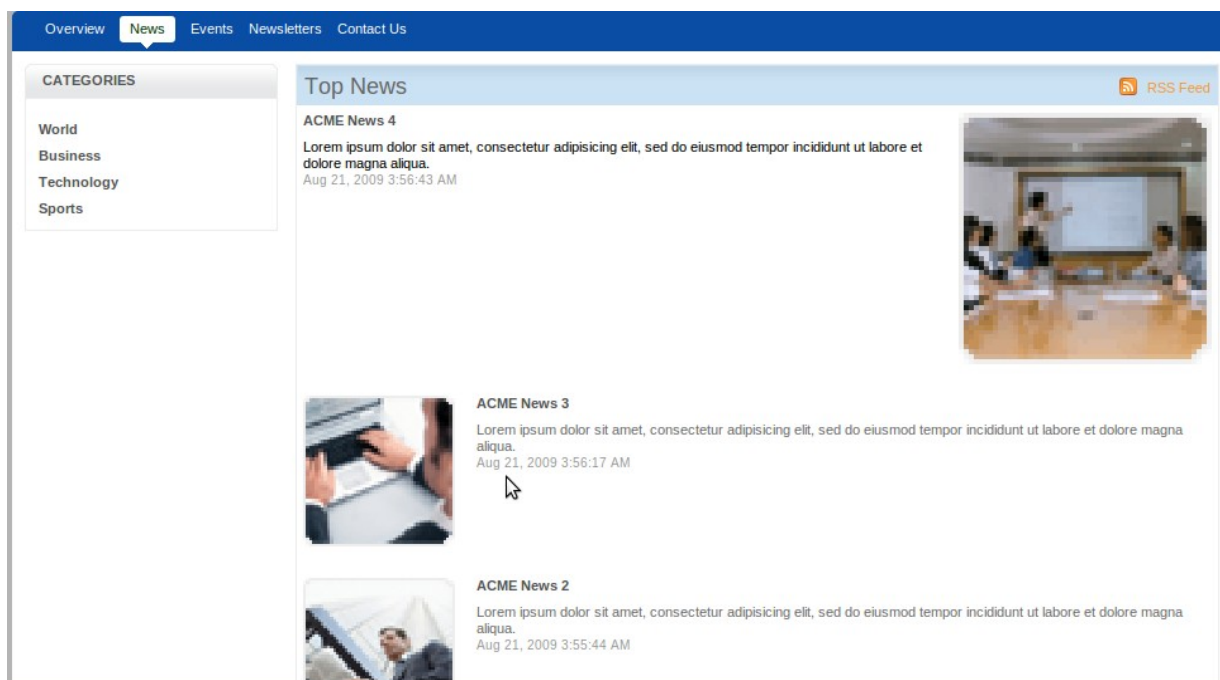 Overview News Events Newsletters Contact Us
CATEGORIES
World
Business
Technology
Sports
Top News
RSS Feed
ACME News 4
Lorem ipsum dolor sit amet, consectetur adipisicing elit, sed do eiusmod tempor incididunt ut labore et
dolore magna aliqua.
Aug 21, 2009 3:56:43 AM
ACME News 3
Lorem ipsum dolor sit amet, consectetur adipisicing elit, sed do eiusmod tempor incididunt ut labore et dolore magna
aliqua.
Aug 21, 2009 3:56:17 AM
ACME News 2
Lorem ipsum dolor sit amet, consectetur adipisicing elit, sed do eiusmod tempor incididunt ut labore et dolore magna
aliqua.
Aug 21, 2009 3:55:44 AM